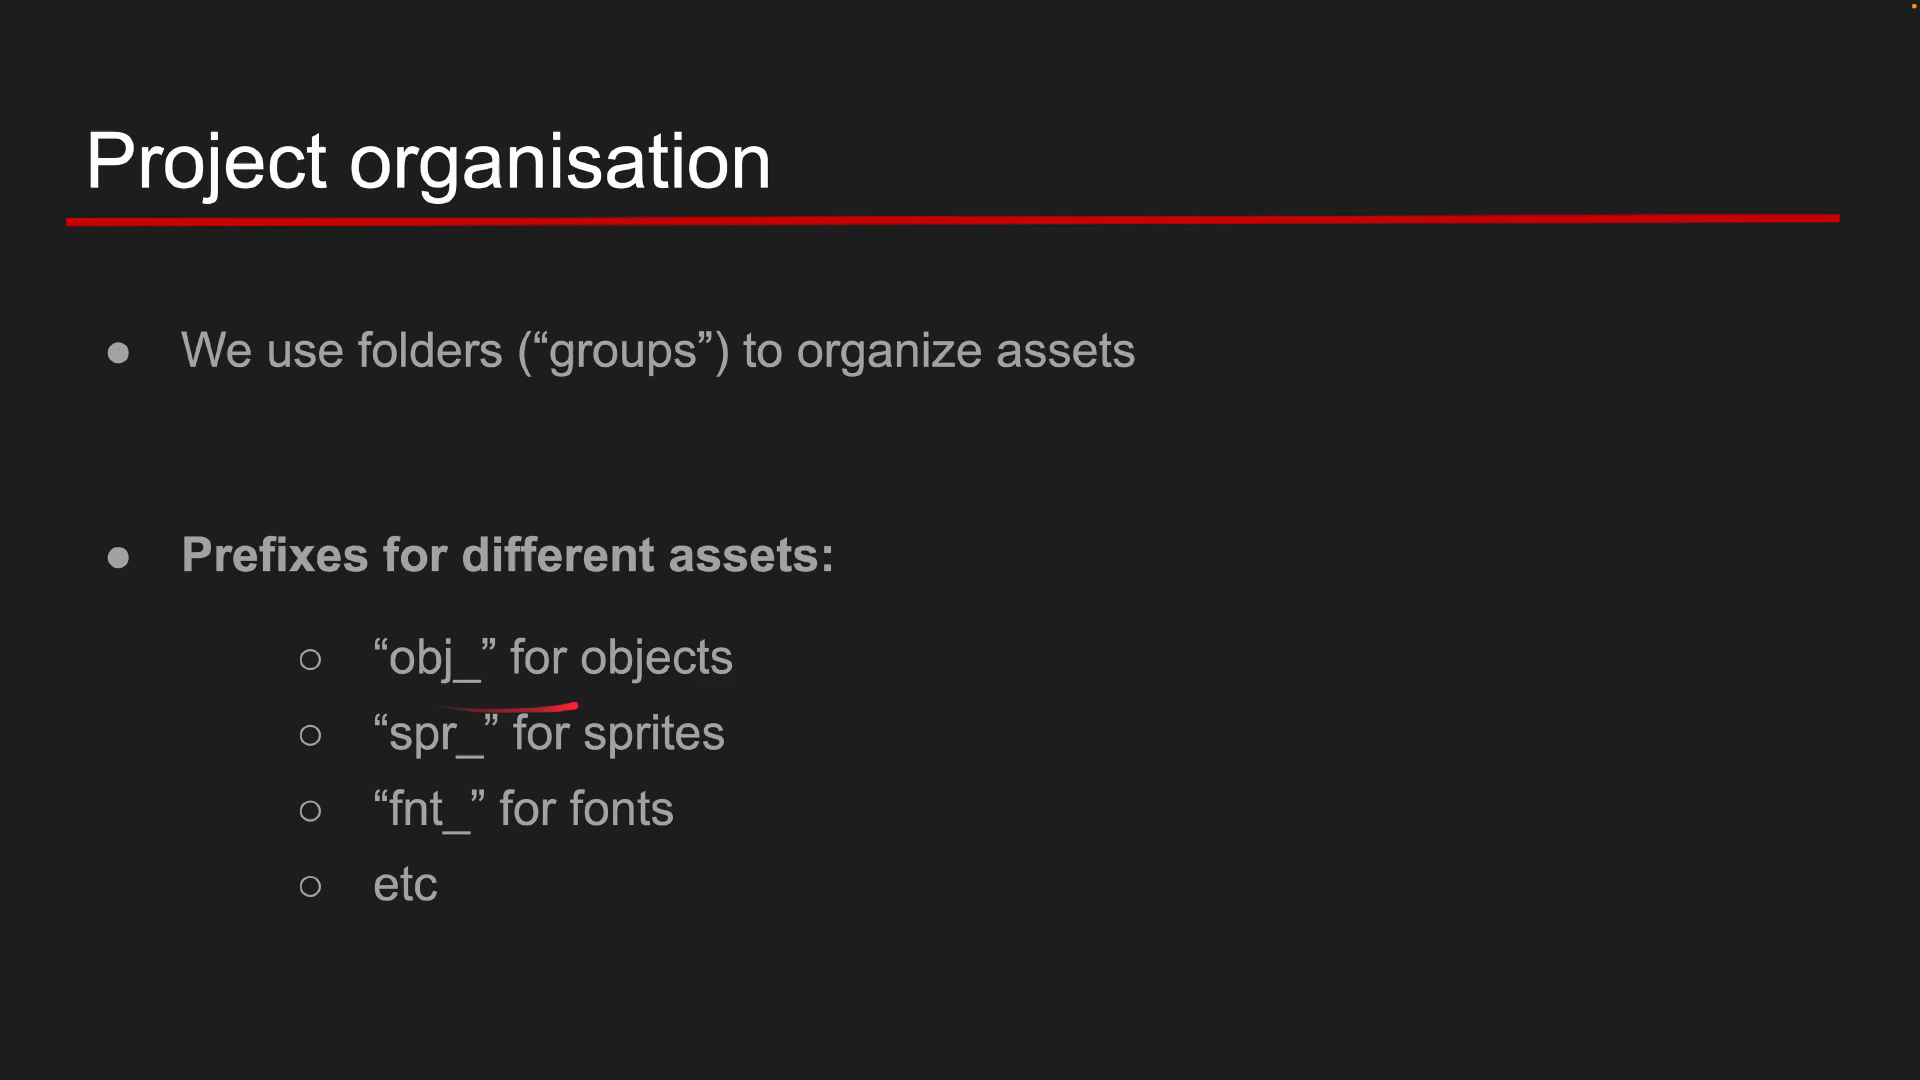 Project organisation
● We use folders (“groups”) to organize assets
● Prefixes for different assets:
○ “obj_” for objects
○ “spr_” for sprites
○ “fnt_” for fonts
○ etc